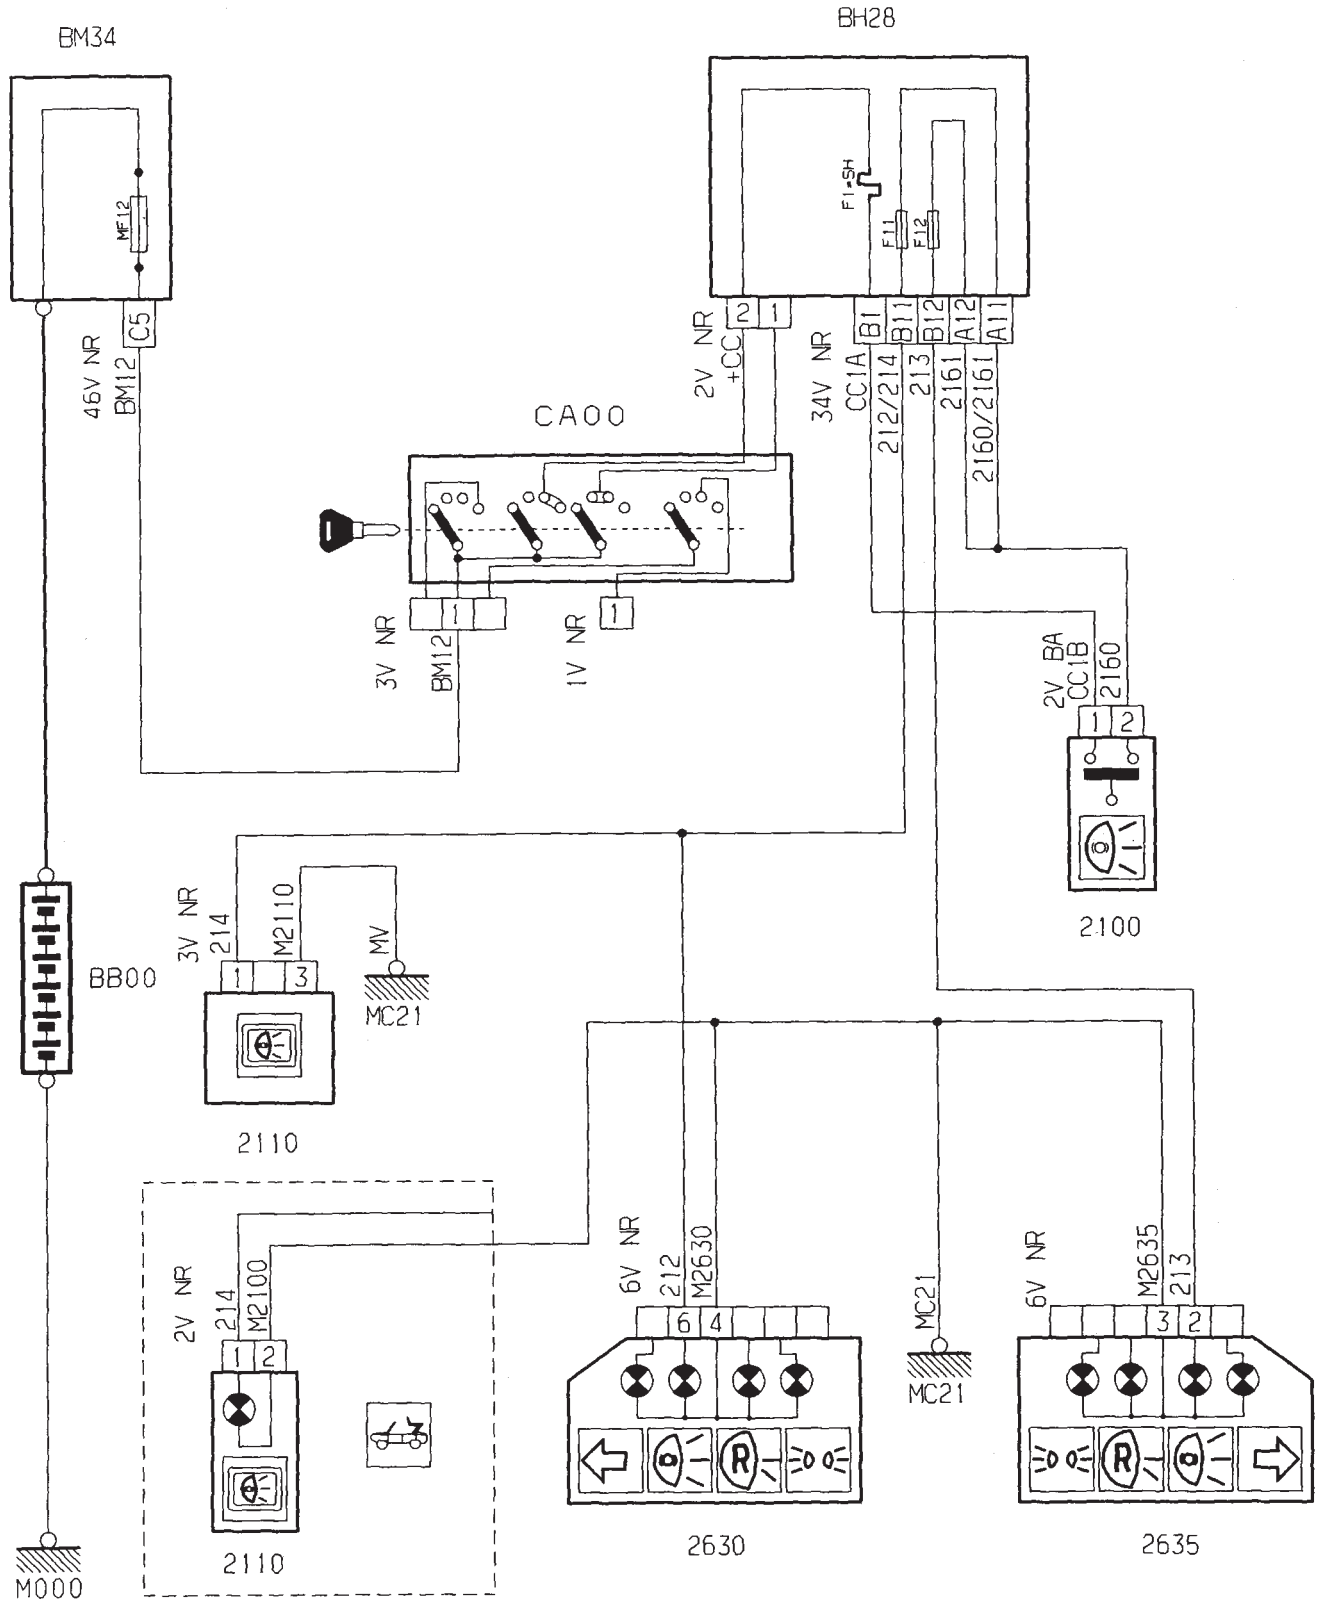 BM34
BH28
MF12
F1=SH
F11
F12
C5
46V NR
BM12
2
1
B1
B11
B12
A12
A11
2V NR
+CC
34V NR
CC1A
212/214
213
2161
2160/2161
CA00
1
1
3V NR
BM12
1V NR
2V BA
CC1B
2160
1
2
2100
3V NR
214
M2110
MV
1
3
MC21
BB00
2110
2V NR
214
M2100
1
2
2110
6V NR
212
M2630
6
4
R
2630
MC21
MC21
6V NR
M2635
213
3
2
R
2635
M000